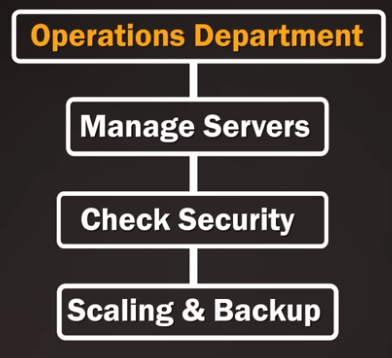 Operations Department
Manage Servers
Check Security
Scaling & Backup